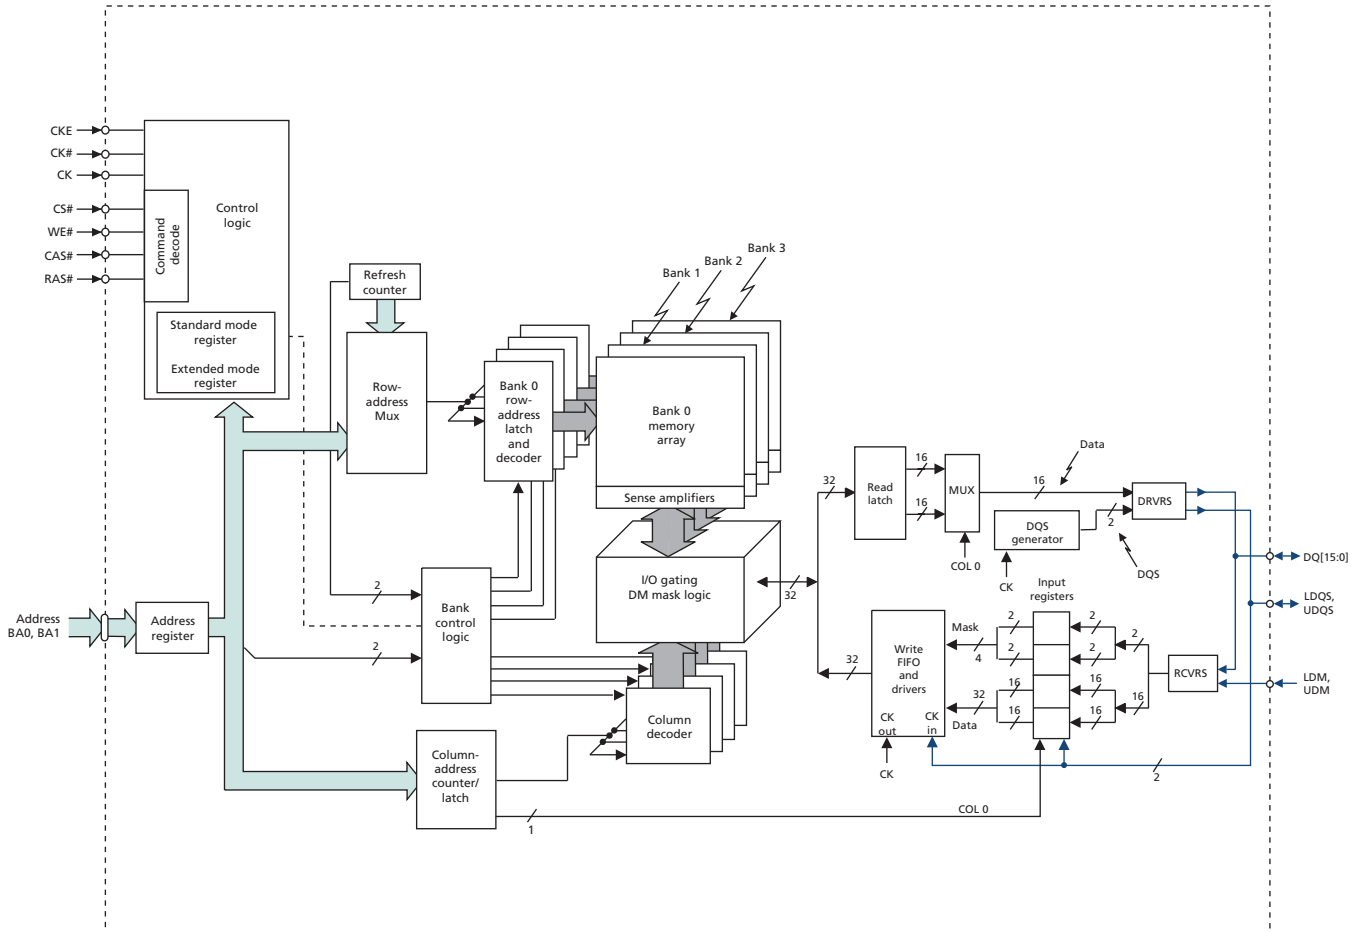 CKE
CK#
CK
CS#
WE#
CAS#
RAS#
Control
logic
Command
decode
Standard mode
register
Extended mode
register
Refresh
counter
Row-
address
Mux
Bank 0
row-
address
latch
and
decoder
Bank 3
Bank 2
Bank 1
Bank 0
memory
array
Sense amplifiers
I/O gating
DM mask logic
32
32
32
Read
latch
16
16
MUX
COL 0
16
Data
DQS
generator
CK
2
DQS
DRVRS
DQ[15:0]
LDQS,
UDQS
LDM,
UDM
RCVRS
Input
registers
2
2
2
2
2
16
16
16
16
16
Mask
4
32
Data
Write
FIFO
and
drivers
CK
out
CK
in
CK
2
Address
BA0, BA1
Address
register
2
2
Bank
control
logic
Column
decoder
Column-
address
counter/
latch
1
COL 0